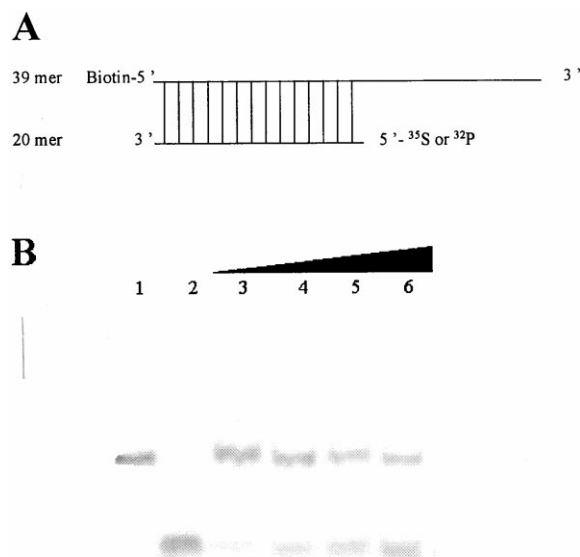 A
39 mer Biotin-5 ' 3 '
20 mer 3 ' 5 '- ³⁵S or ³²P
B
1 2 3 4 5 6